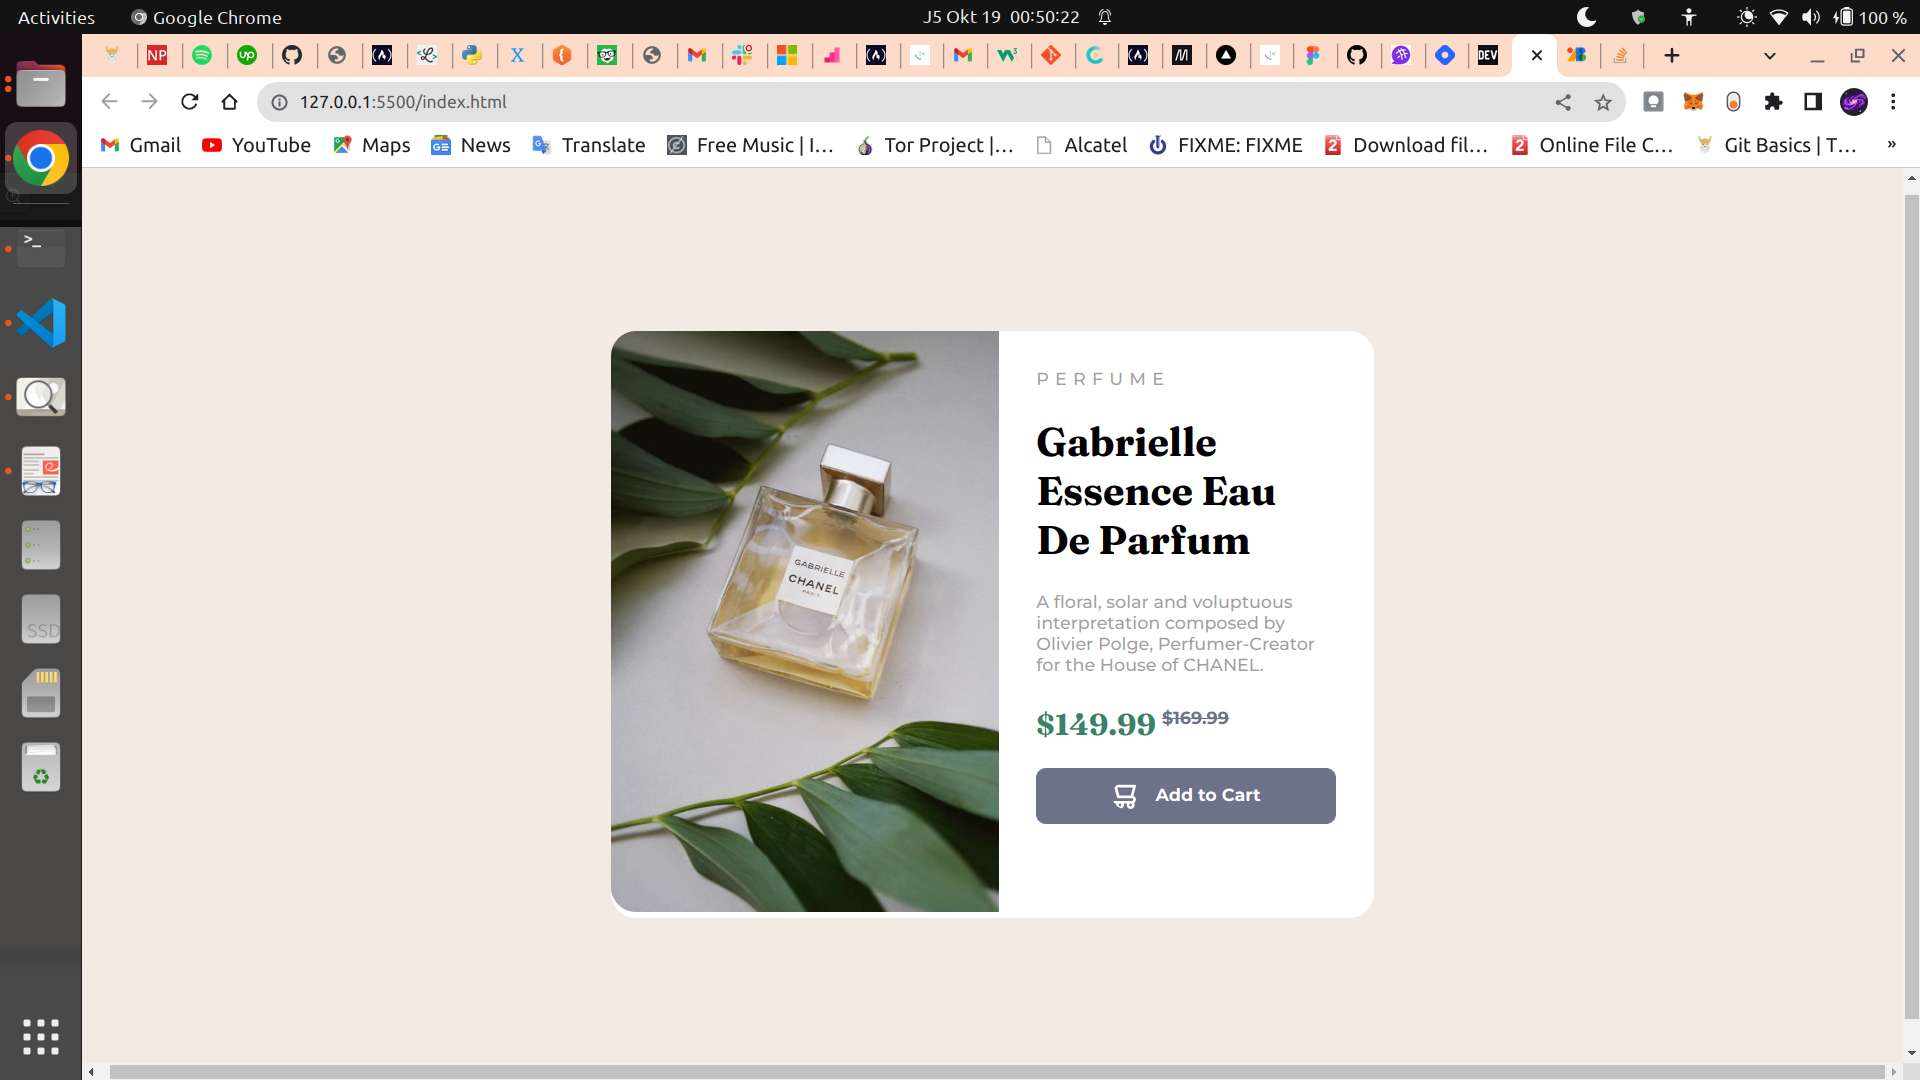 Activities
Google Chrome
J5 Okt 19 00:50:22
100 %
NP
up
X
M
DEV
127.0.0.1:5500/index.html
Gmail
YouTube
Maps
News
Translate
Free Music | I...
Tor Project |...
Alcatel
FIXME: FIXME
Download fil...
Online File C...
Git Basics | T...
»
>_
SSD
GABRIELLE
CHANEL
PARIS
PERFUME
Gabrielle
Essence Eau
De Parfum
A floral, solar and voluptuous
interpretation composed by
Olivier Polge, Perfumer-Creator
for the House of CHANEL.
$149.99 $169.99
Add to Cart